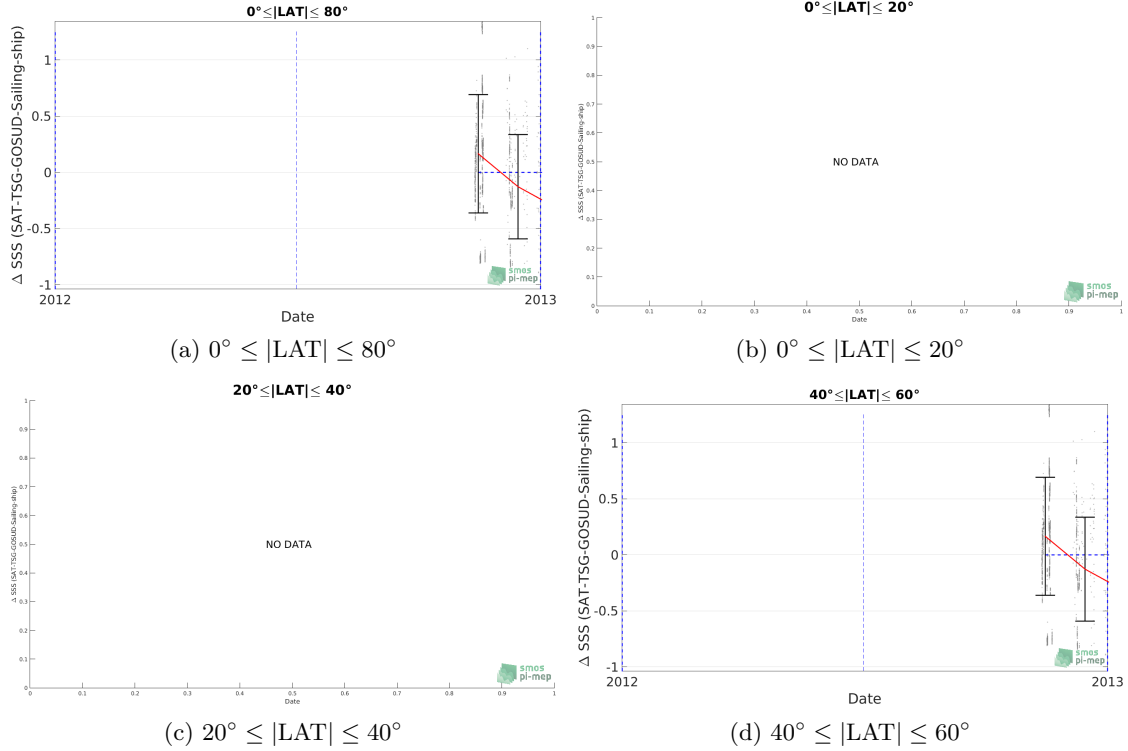 0°≤|LAT|≤ 80°
Δ SSS (SAT-TSG-GOSUD-Sailing-ship)
1
0.5
0
-0.5
-1
2012
2013
Date
smos
pi-mep
(a) 0° ≤ |LAT| ≤ 80°
0°≤|LAT|≤ 20°
Δ SSS (SAT-TSG-GOSUD-Sailing-ship)
1
0.9
0.8
0.7
0.6
0.5
0.4
0.3
0.2
0.1
0
NO DATA
0 0.1 0.2 0.3 0.4 0.5 0.6 0.7 0.8 0.9 1
Date
smos
pi-mep
(b) 0° ≤ |LAT| ≤ 20°
20°≤|LAT|≤ 40°
Δ SSS (SAT-TSG-GOSUD-Sailing-ship)
1
0.9
0.8
0.7
0.6
0.5
0.4
0.3
0.2
0.1
0
NO DATA
0 0.1 0.2 0.3 0.4 0.5 0.6 0.7 0.8 0.9 1
Date
smos
pi-mep
(c) 20° ≤ |LAT| ≤ 40°
40°≤|LAT|≤ 60°
Δ SSS (SAT-TSG-GOSUD-Sailing-ship)
1
0.5
0
-0.5
-1
2012
2013
Date
smos
pi-mep
(d) 40° ≤ |LAT| ≤ 60°